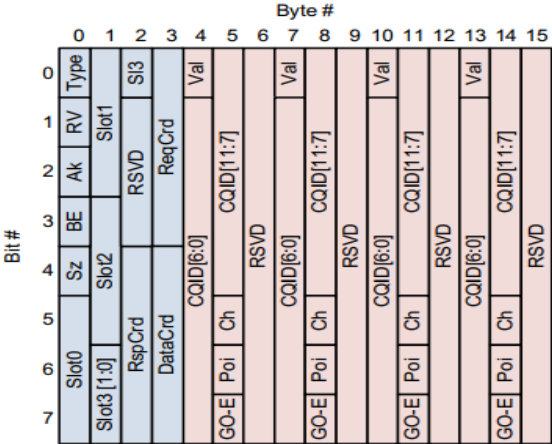 Byte #
0 1 2 3 4 5 6 7 8 9 10 11 12 13 14 15
Bit #
0
1
2
3
4
5
6
7
Type
RV
Ak
BE
Sz
Slot0
Slot1
Slot2
Slot3 [1:0]
Sl3
RSVD
RspCrd
ReqCrd
DataCrd
Val
CQID[6:0]
CQID[11:7]
Ch
Poi
GO-E
RSVD
Val
CQID[6:0]
CQID[11:7]
Ch
Poi
GO-E
RSVD
Val
CQID[6:0]
CQID[11:7]
Ch
Poi
GO-E
RSVD
Val
CQID[6:0]
CQID[11:7]
Ch
Poi
GO-E
RSVD